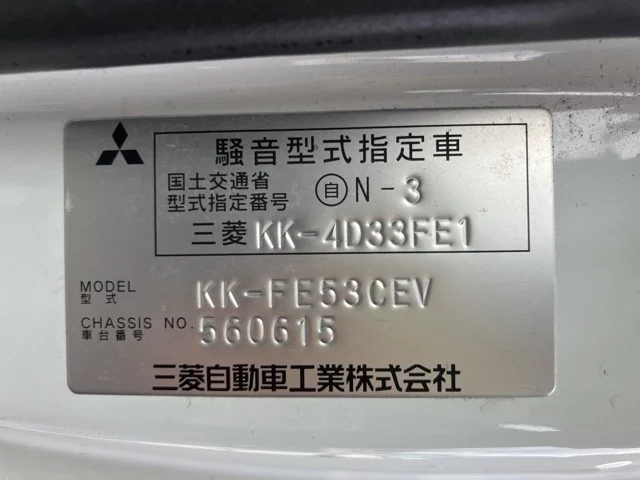 騒音型式指定車
国土交通省
型式指定番号 自 N-3
三菱 KK-4D33FE1
MODEL
型式 KK-FE53CEV
CHASSIS NO.
車台番号 560615
三菱自動車工業株式会社